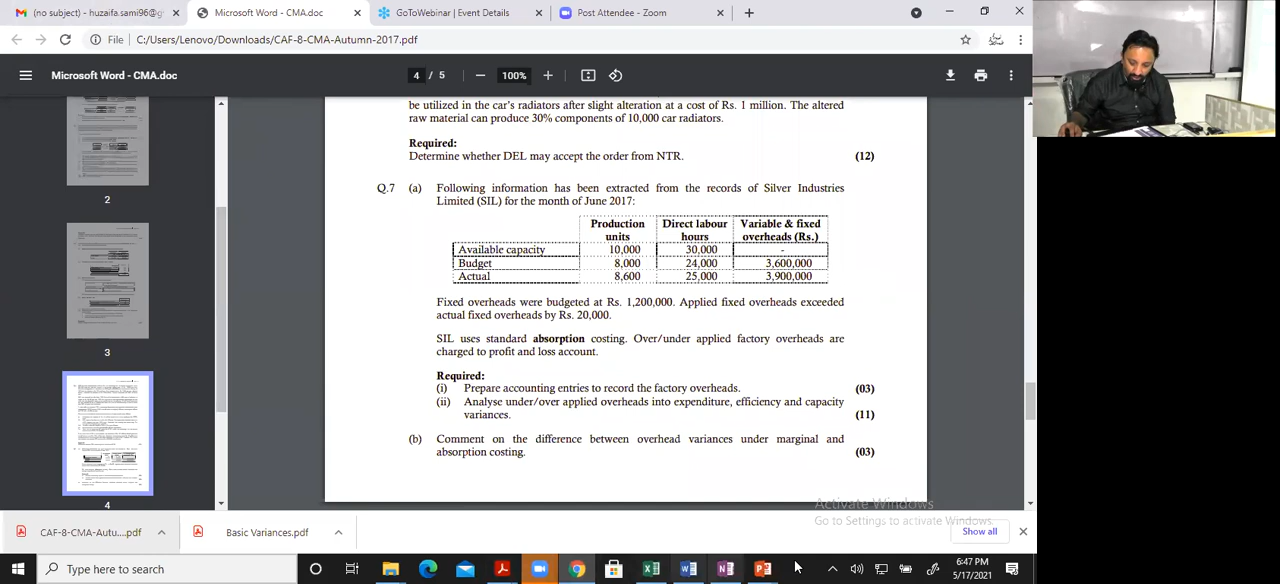 (no subject) - huzaifa.sami96@g
Microsoft Word - CMA.doc
GoToWebinar | Event Details
Post Attendee - Zoom
File
C:/Users/Lenovo/Downloads/CAF-8-CMA-Autumn-2017.pdf
Microsoft Word - CMA.doc
4 / 5
100%
be utilized in the car's radiators after slight alteration at a cost of Rs. 1 million. The altered
raw material can produce 30% components of 10,000 car radiators.
Required:
Determine whether DEL may accept the order from NTR. (12)
Q.7 (a) Following information has been extracted from the records of Silver Industries
Limited (SIL) for the month of June 2017:
Production units Direct labour hours Variable & fixed overheads (Rs.)
Available capacity 10,000 30,000 -
Budget 8,000 24,000 3,600,000
Actual 8,600 25,000 3,900,000
Fixed overheads were budgeted at Rs. 1,200,000. Applied fixed overheads exceeded
actual fixed overheads by Rs. 20,000.
SIL uses standard absorption costing. Over/under applied factory overheads are
charged to profit and loss account.
Required:
(i) Prepare accounting entries to record the factory overheads. (03)
(ii) Analyse under/over applied overheads into expenditure, efficiency and capacity
variances. (11)
(b) Comment on the difference between overhead variances under marginal and
absorption costing. (03)
2
3
4
Activate Windows
Go to Settings to activate Windows.
CAF-8-CMA-Autu....pdf
Basic Variances.pdf
Show all
Type here to search
6:47 PM
5/17/2021